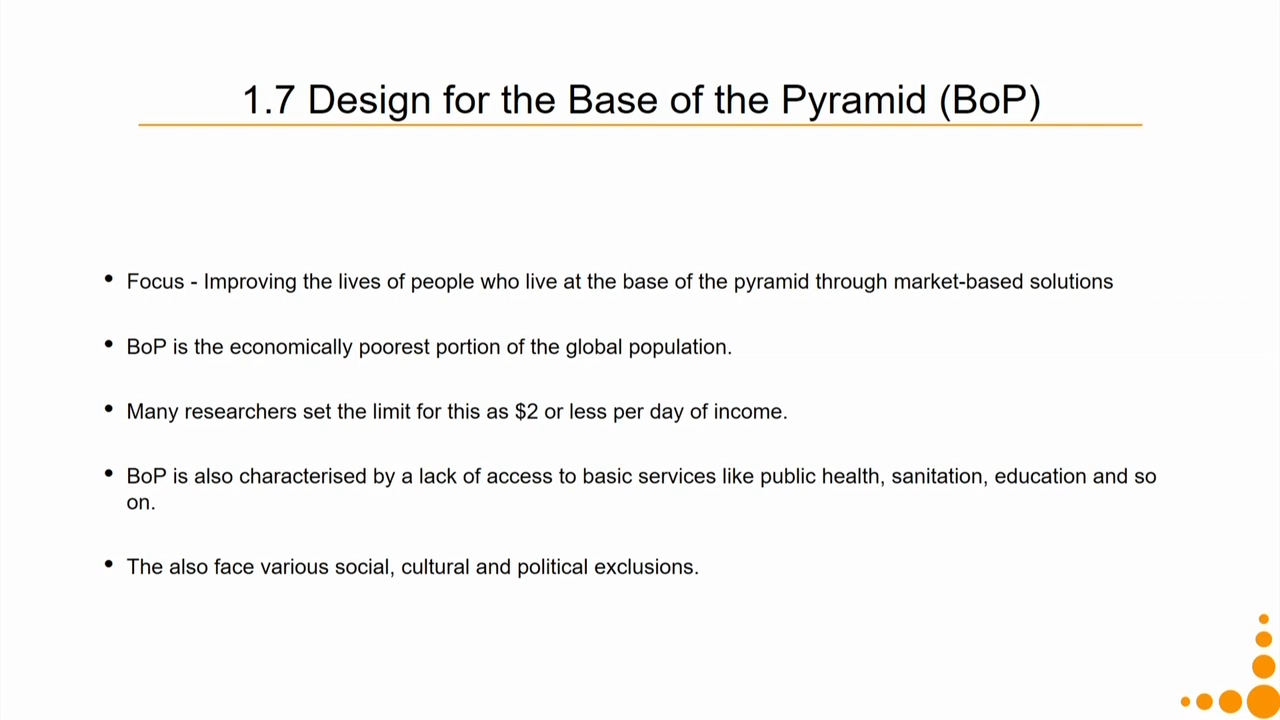 1.7 Design for the Base of the Pyramid (BoP)
• Focus - Improving the lives of people who live at the base of the pyramid through market-based solutions
• BoP is the economically poorest portion of the global population.
• Many researchers set the limit for this as $2 or less per day of income.
• BoP is also characterised by a lack of access to basic services like public health, sanitation, education and so
on.
• The also face various social, cultural and political exclusions.